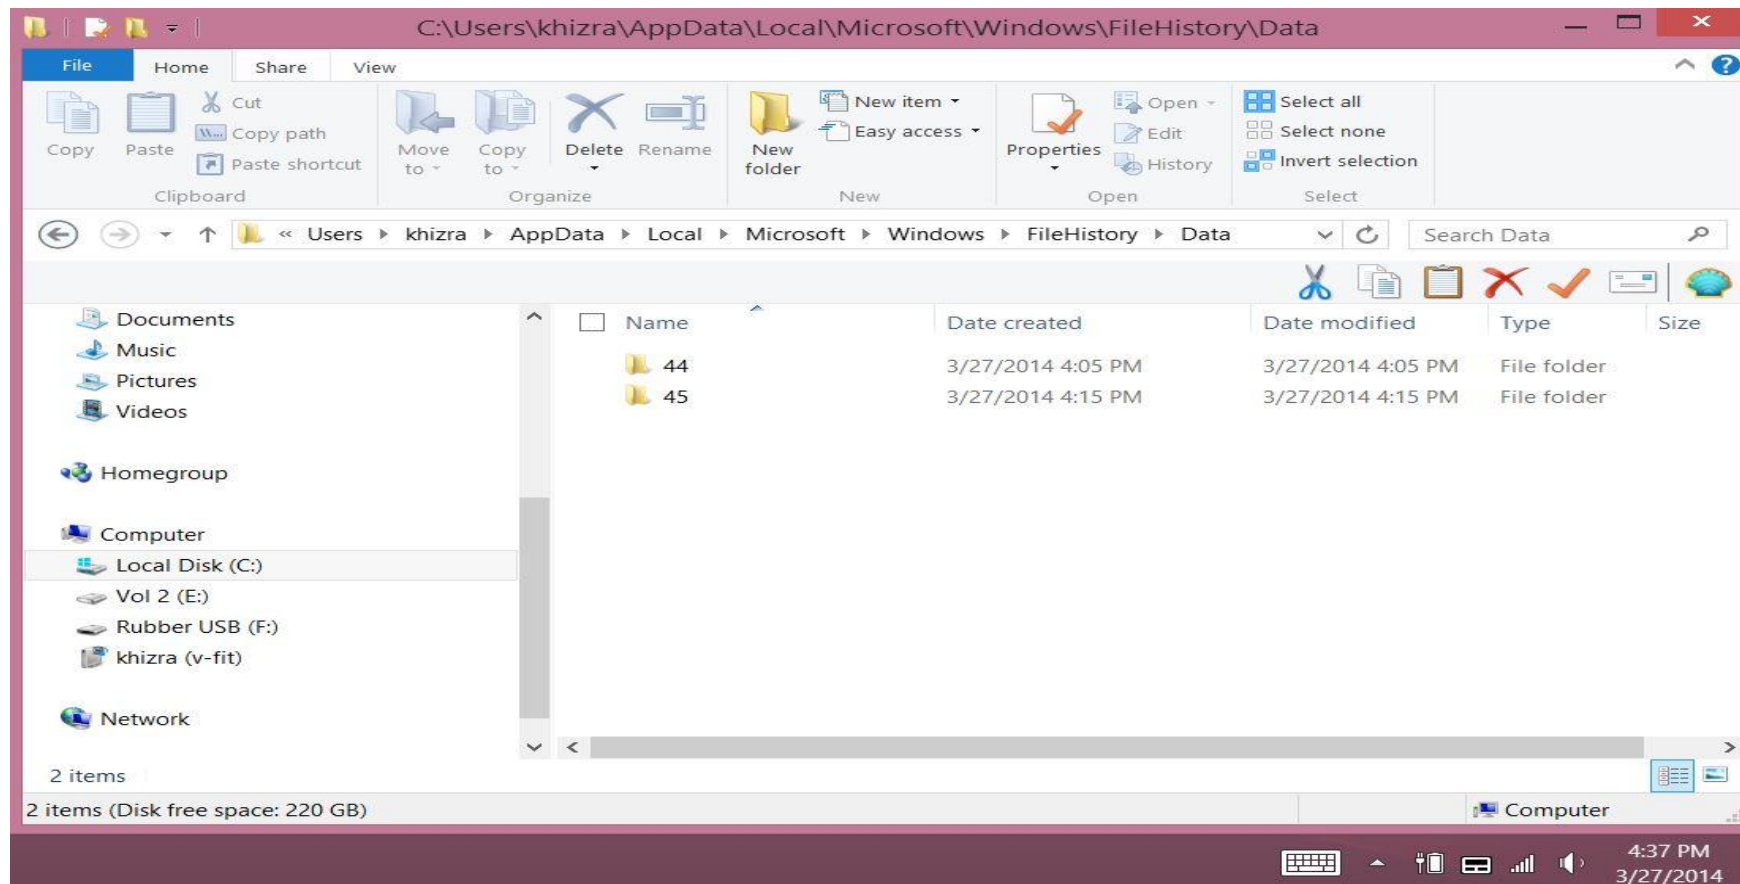 C:\Users\khizra\AppData\Local\Microsoft\Windows\FileHistory\Data
File Home Share View
Copy
Paste
Cut
Copy path
Paste shortcut
Clipboard
Move to
Copy to
Delete
Rename
Organize
New folder
New item
Easy access
New
Properties
Open
Edit
History
Open
Select all
Select none
Invert selection
Select
« Users khizra AppData Local Microsoft Windows FileHistory Data
Search Data
Documents
Music
Pictures
Videos
Homegroup
Computer
Local Disk (C:)
Vol 2 (E:)
Rubber USB (F:)
khizra (v-fit)
Network
Name Date created Date modified Type Size
44 3/27/2014 4:05 PM 3/27/2014 4:05 PM File folder
45 3/27/2014 4:15 PM 3/27/2014 4:15 PM File folder
2 items
2 items (Disk free space: 220 GB)
Computer
4:37 PM
3/27/2014